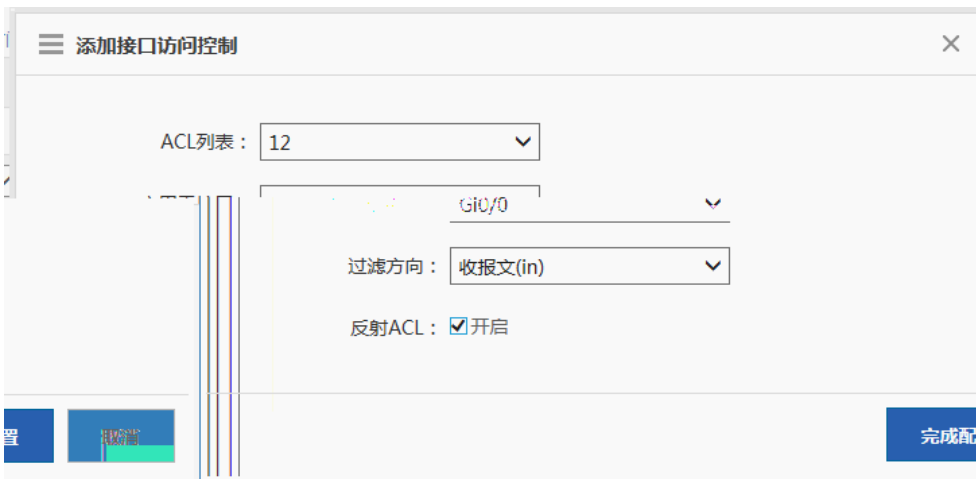 添加接口访问控制
ACL列表： 12
Gi0/0
过滤方向： 收报文(in)
反射ACL： 开启
置
完成配